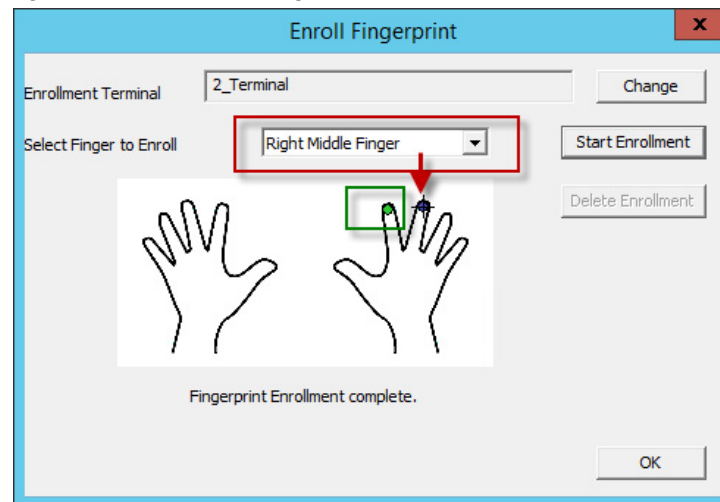 Enroll Fingerprint
x
Enrollment Terminal 2_Terminal Change
Select Finger to Enroll Right Middle Finger Start Enrollment
Delete Enrollment
Fingerprint Enrollment complete.
OK